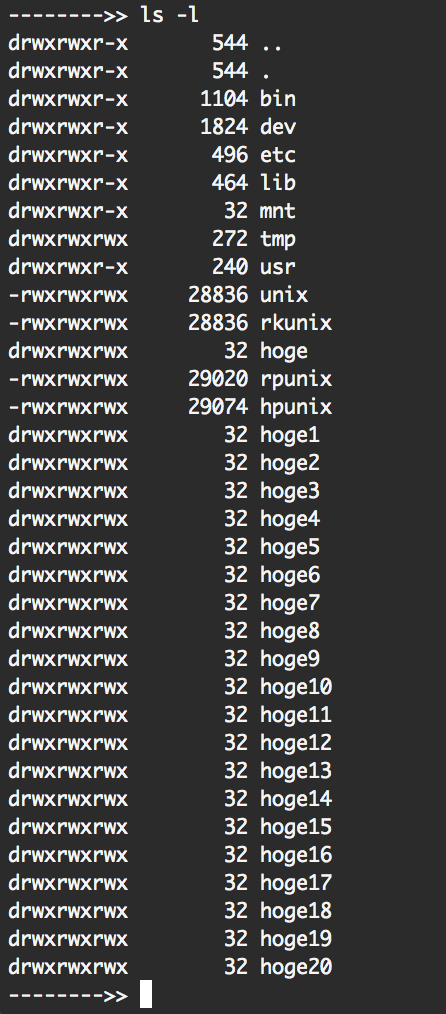 -------->> ls -l
drwxrwxr-x       544 ..
drwxrwxr-x       544 .
drwxrwxr-x      1104 bin
drwxrwxr-x      1824 dev
drwxrwxr-x       496 etc
drwxrwxr-x       464 lib
drwxrwxr-x        32 mnt
drwxrwxrwx       272 tmp
drwxrwxr-x       240 usr
-rwxrwxrwx     28836 unix
-rwxrwxrwx     28836 rkunix
drwxrwxrwx        32 hoge
-rwxrwxrwx     29020 rpunix
-rwxrwxrwx     29074 hpunix
drwxrwxrwx        32 hoge1
drwxrwxrwx        32 hoge2
drwxrwxrwx        32 hoge3
drwxrwxrwx        32 hoge4
drwxrwxrwx        32 hoge5
drwxrwxrwx        32 hoge6
drwxrwxrwx        32 hoge7
drwxrwxrwx        32 hoge8
drwxrwxrwx        32 hoge9
drwxrwxrwx        32 hoge10
drwxrwxrwx        32 hoge11
drwxrwxrwx        32 hoge12
drwxrwxrwx        32 hoge13
drwxrwxrwx        32 hoge14
drwxrwxrwx        32 hoge15
drwxrwxrwx        32 hoge16
drwxrwxrwx        32 hoge17
drwxrwxrwx        32 hoge18
drwxrwxrwx        32 hoge19
drwxrwxrwx        32 hoge20
-------->>